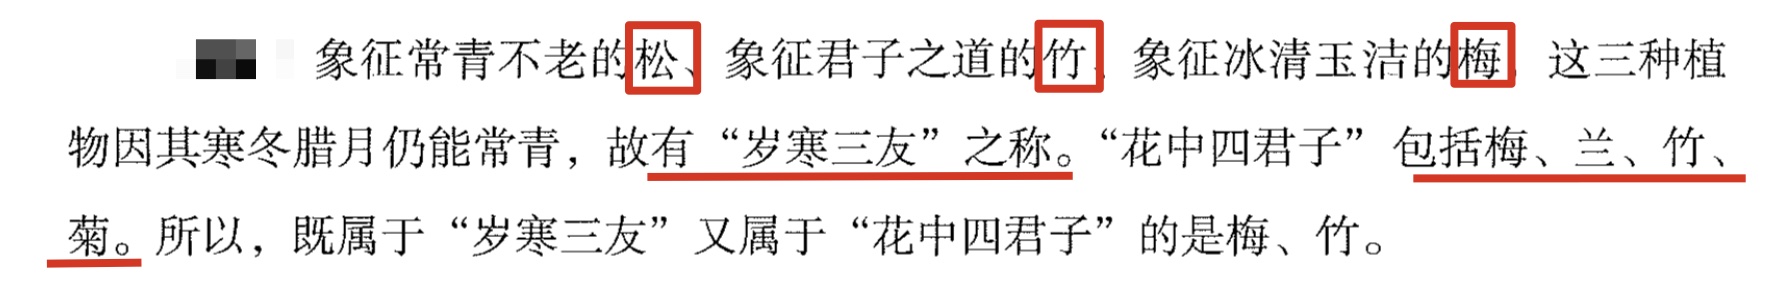 象征常青不老的松、象征君子之道的竹、象征冰清玉洁的梅，这三种植
物因其寒冬腊月仍能常青，故有“岁寒三友”之称。“花中四君子”包括梅、兰、竹、
菊。所以，既属于“岁寒三友”又属于“花中四君子”的是梅、竹。